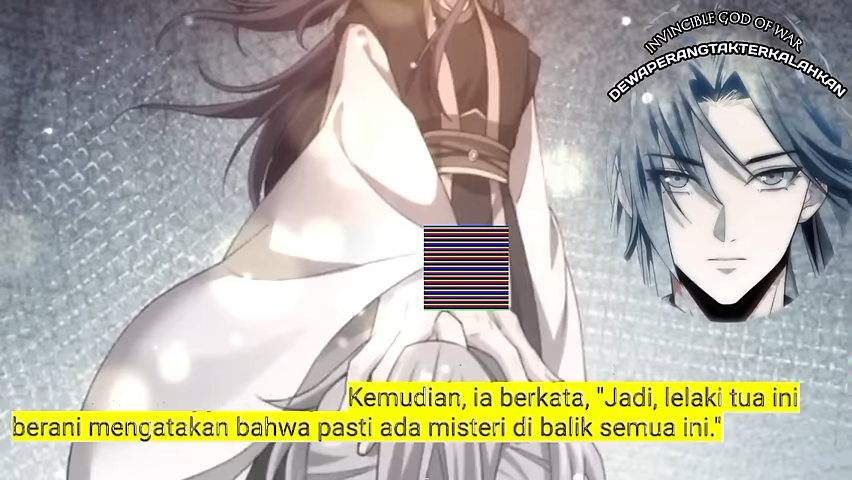 INVINCIBLE GOD OF WAR
DEWAPERANGTAKTERKALAHKAN
Kemudian, ia berkata, "Jadi, lelaki tua ini
berani mengatakan bahwa pasti ada misteri di balik semua ini."